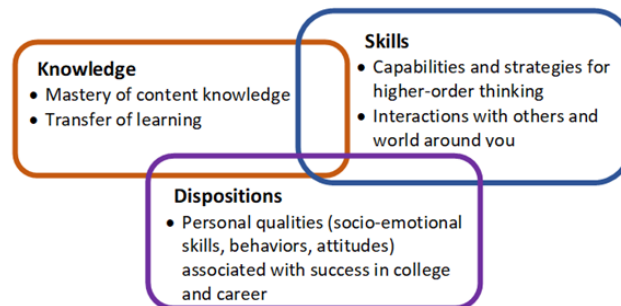 Knowledge
• Mastery of content knowledge
• Transfer of learning
Skills
• Capabilities and strategies for
higher-order thinking
• Interactions with others and
world around you
Dispositions
• Personal qualities (socio-emotional
skills, behaviors, attitudes)
associated with success in college
and career